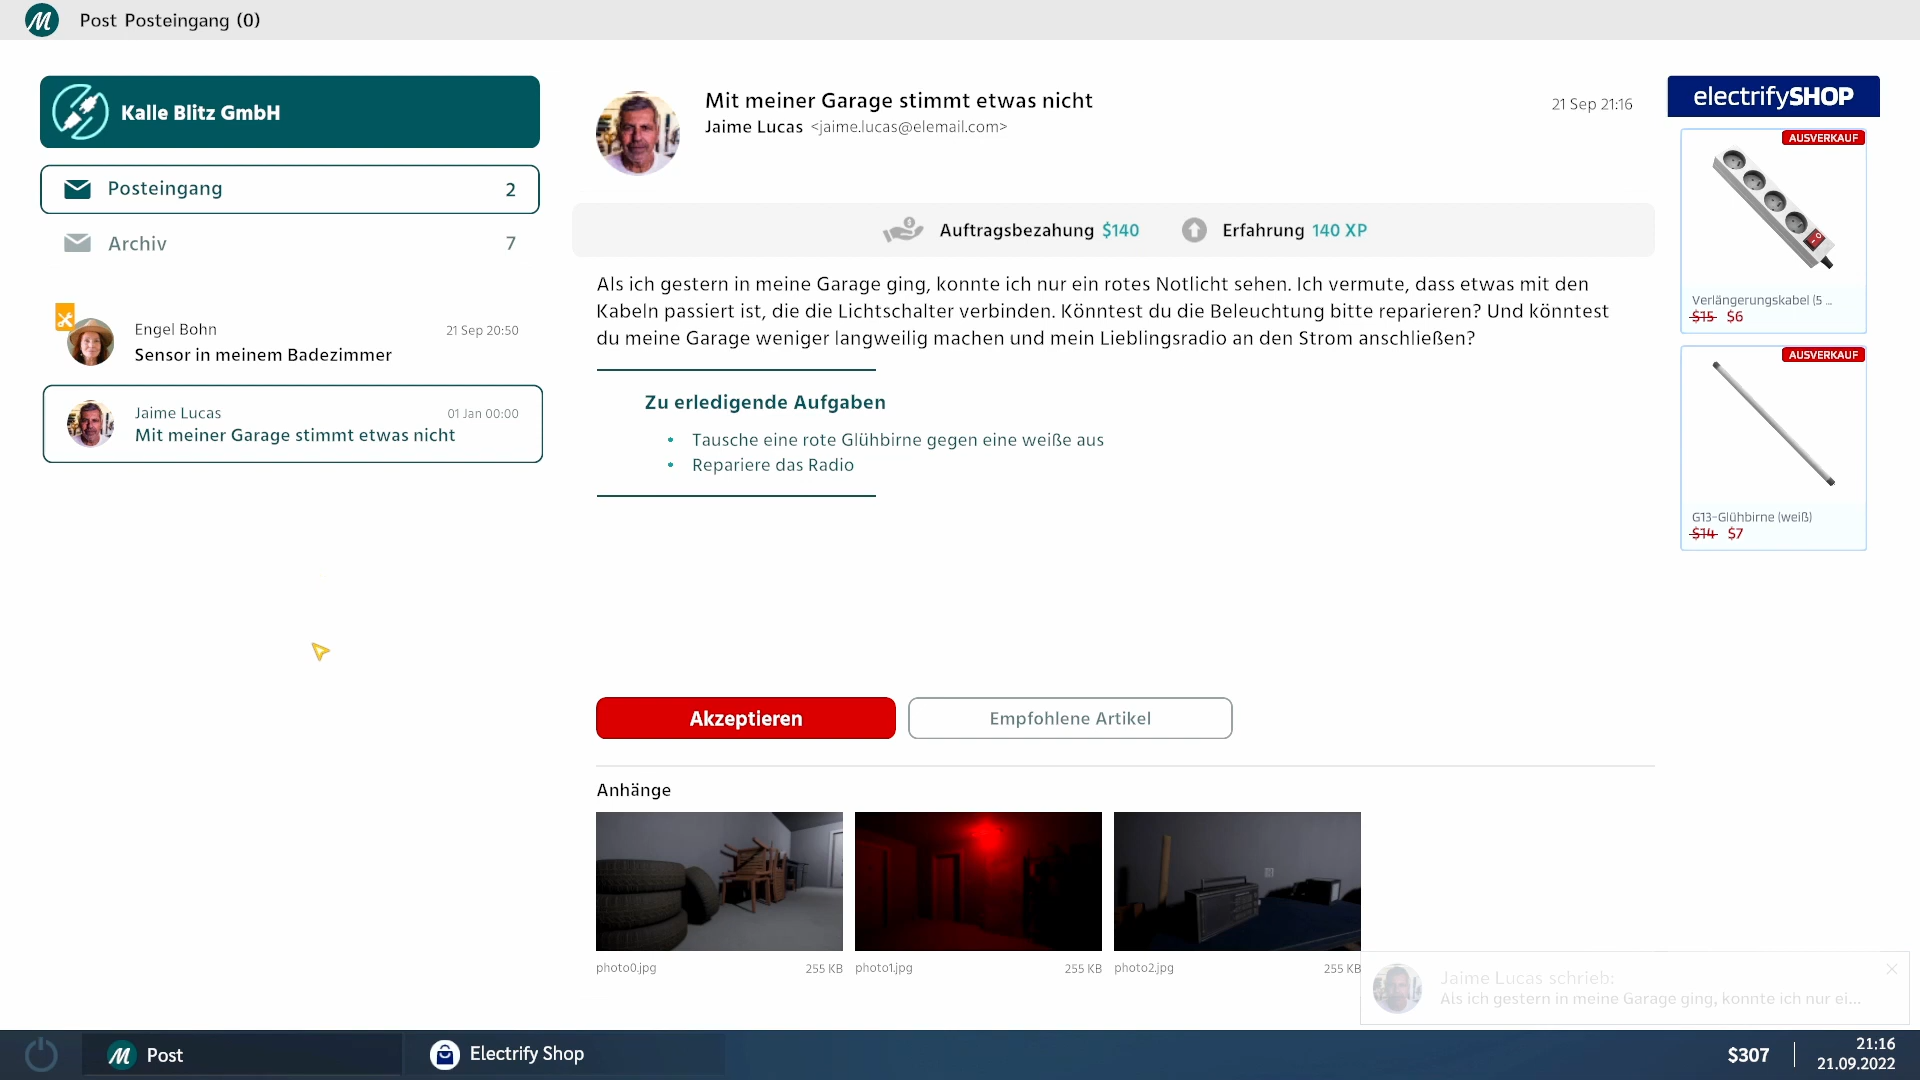 Post Posteingang (0)
Kalle Blitz GmbH
Posteingang 2
Archiv 7
Engel Bohn 21 Sep 20:50
Sensor in meinem Badezimmer
Jaime Lucas 01 Jan 00:00
Mit meiner Garage stimmt etwas nicht
Mit meiner Garage stimmt etwas nicht
21 Sep 21:16
Jaime Lucas <jaime.lucas@elemail.com>
Auftragsbezahung $140 Erfahrung 140 XP
Als ich gestern in meine Garage ging, konnte ich nur ein rotes Notlicht sehen. Ich vermute, dass etwas mit den
Kabeln passiert ist, die die Lichtschalter verbinden. Könntest du die Beleuchtung bitte reparieren? Und könntest
du meine Garage weniger langweilig machen und mein Lieblingsradio an den Strom anschließen?
Zu erledigende Aufgaben
• Tausche eine rote Glühbirne gegen eine weiße aus
• Repariere das Radio
Akzeptieren
Empfohlene Artikel
Anhänge
photo0.jpg 255 KB
photo1.jpg 255 KB
photo2.jpg 255 KB
electrifySHOP
AUSVERKAUF
Verlängerungskabel (5 ...
$15 $6
AUSVERKAUF
G13-Glühbirne (weiß)
$14 $7
Jaime Lucas schrieb:
Als ich gestern in meine Garage ging, konnte ich nur ei...
Post
Electrify Shop
$307
21:16
21.09.2022